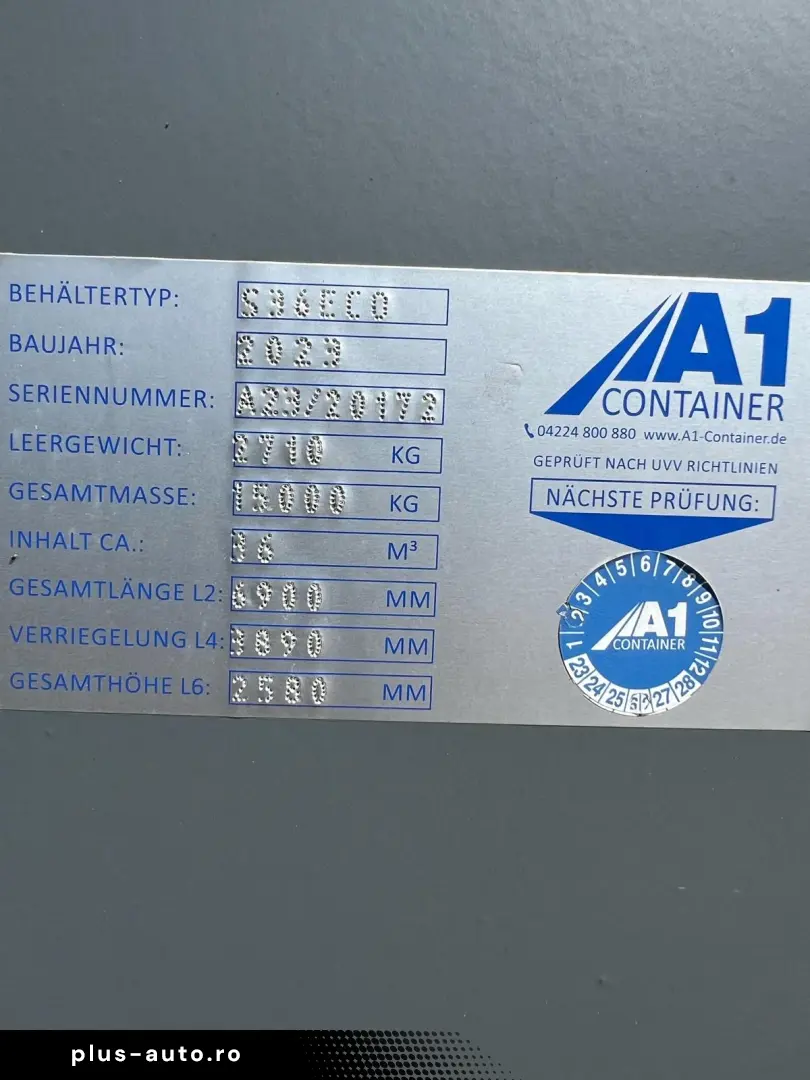 BEHÄLTERTYP: S36ECO
BAUJAHR: 2023
SERIENNUMMER: A23/20172
LEERGEWICHT: 2710 KG
GESAMTMASSE: 15000 KG
INHALT CA.: 36 M³
GESAMTLÄNGE L2: 6900 MM
VERRIEGELUNG L4: 3890 MM
GESAMTHÖHE L6: 2580 MM
A1
CONTAINER
04224 800 880 www.A1-Container.de
GEPRÜFT NACH UVV RICHTLINIEN
NÄCHSTE PRÜFUNG:
1 2 3 4 5 6 7 8 9 10 11 12
A1
CONTAINER
23 24 25 27 28
plus-auto.ro